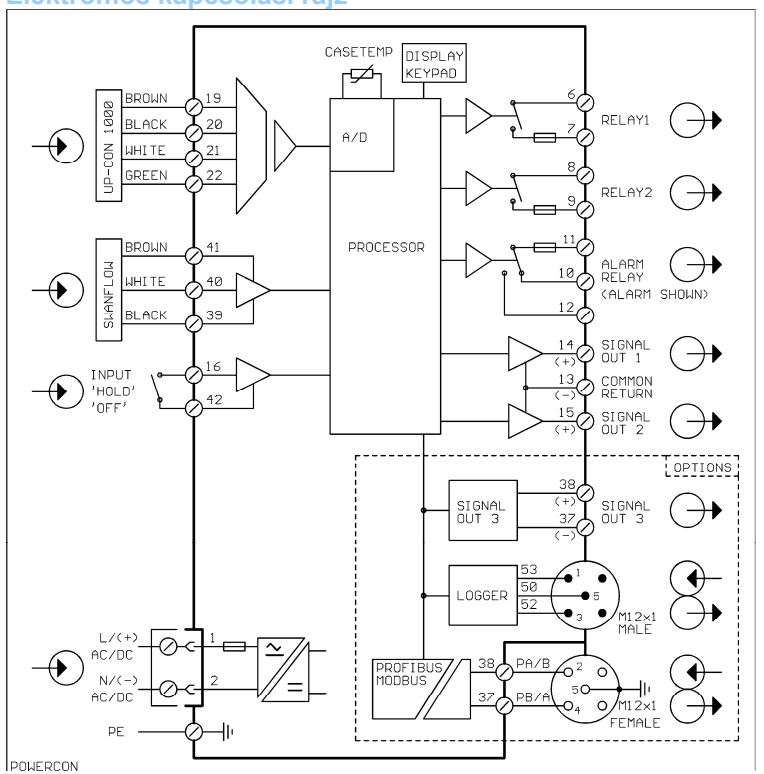 Elektromos kapcsolási rajz
CASETEMP
DISPLAY
KEYPAD
UP-CON 1000
BROWN 19
BLACK 20
WHITE 21
GREEN 22
A/D
PROCESSOR
6
7
RELAY1
8
9
RELAY2
11
10
12
ALARM
RELAY
(ALARM SHOWN)
SWANFLOW
BROWN 41
WHITE 40
BLACK 39
INPUT
'HOLD'
'OFF'
16
42
14
(+)
SIGNAL
OUT 1
13
(-)
COMMON
RETURN
15
(+)
SIGNAL
OUT 2
OPTIONS
SIGNAL
OUT 3
38
(+)
37
(-)
SIGNAL
OUT 3
LOGGER
53
50
52
1
5
3
M12x1
MALE
PROFIBUS
MODBUS
38 PA/B
37 PB/A
2
5
4
M12x1
FEMALE
L/(+)
AC/DC
1
N/(-)
AC/DC
2
PE
POWERCON